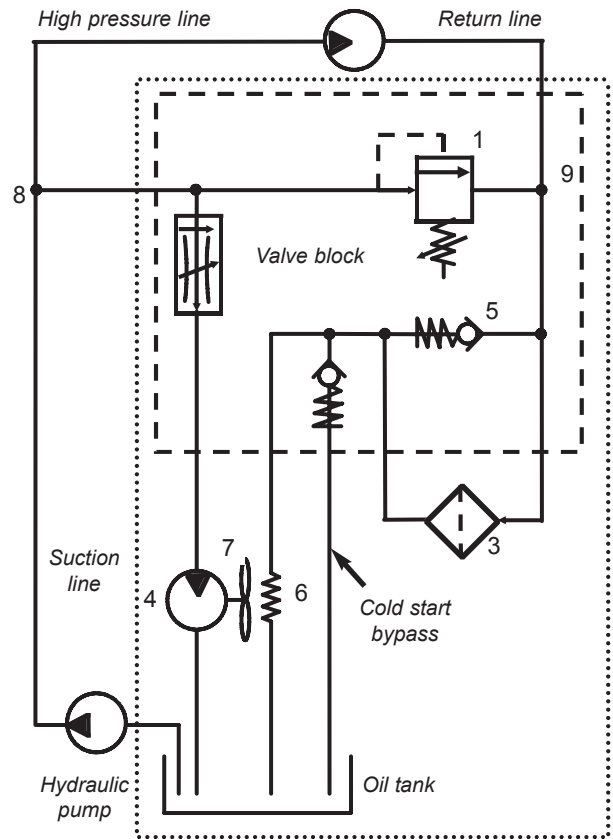 High pressure line
Return line
1
8
9
Valve block
5
3
Suction
line
7
4
6
Cold start
bypass
Hydraulic
pump
Oil tank